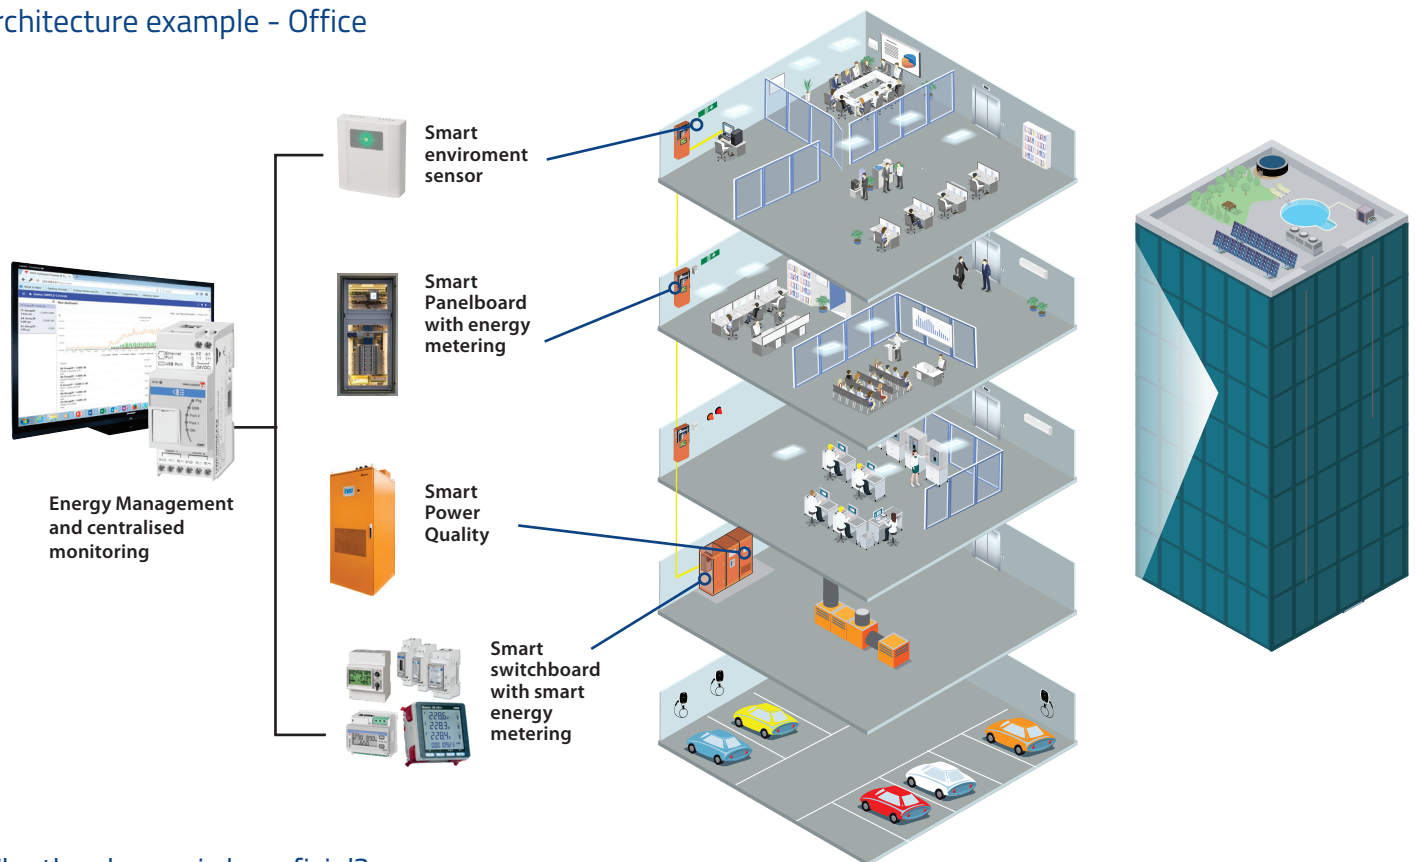 rchitecture example - Office
Smart
enviroment
sensor
Smart
Panelboard
with energy
metering
Energy Management
and centralised
monitoring
Smart
Power
Quality
Smart
switchboard
with smart
energy
metering